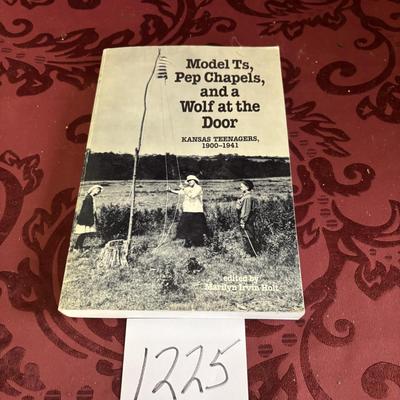 Model Ts,
Pep Chapels,
and a
Wolf at the
Door
KANSAS TEENAGERS,
1900–1941
edited by
Marilyn Irvin Holt
1225